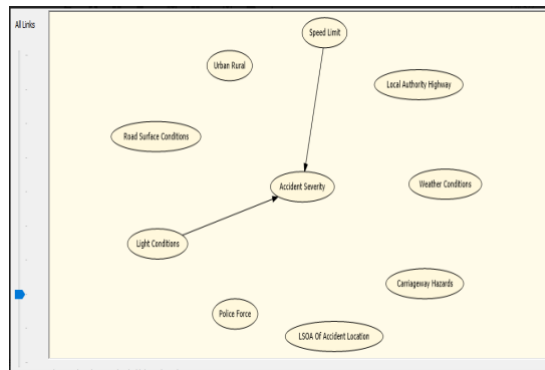 All Links
Speed Limit
Urban Rural
Local Authority Highway
Road Surface Conditions
Accident Severity
Weather Conditions
Light Conditions
Carriageway Hazards
Police Force
LSOA Of Accident Location